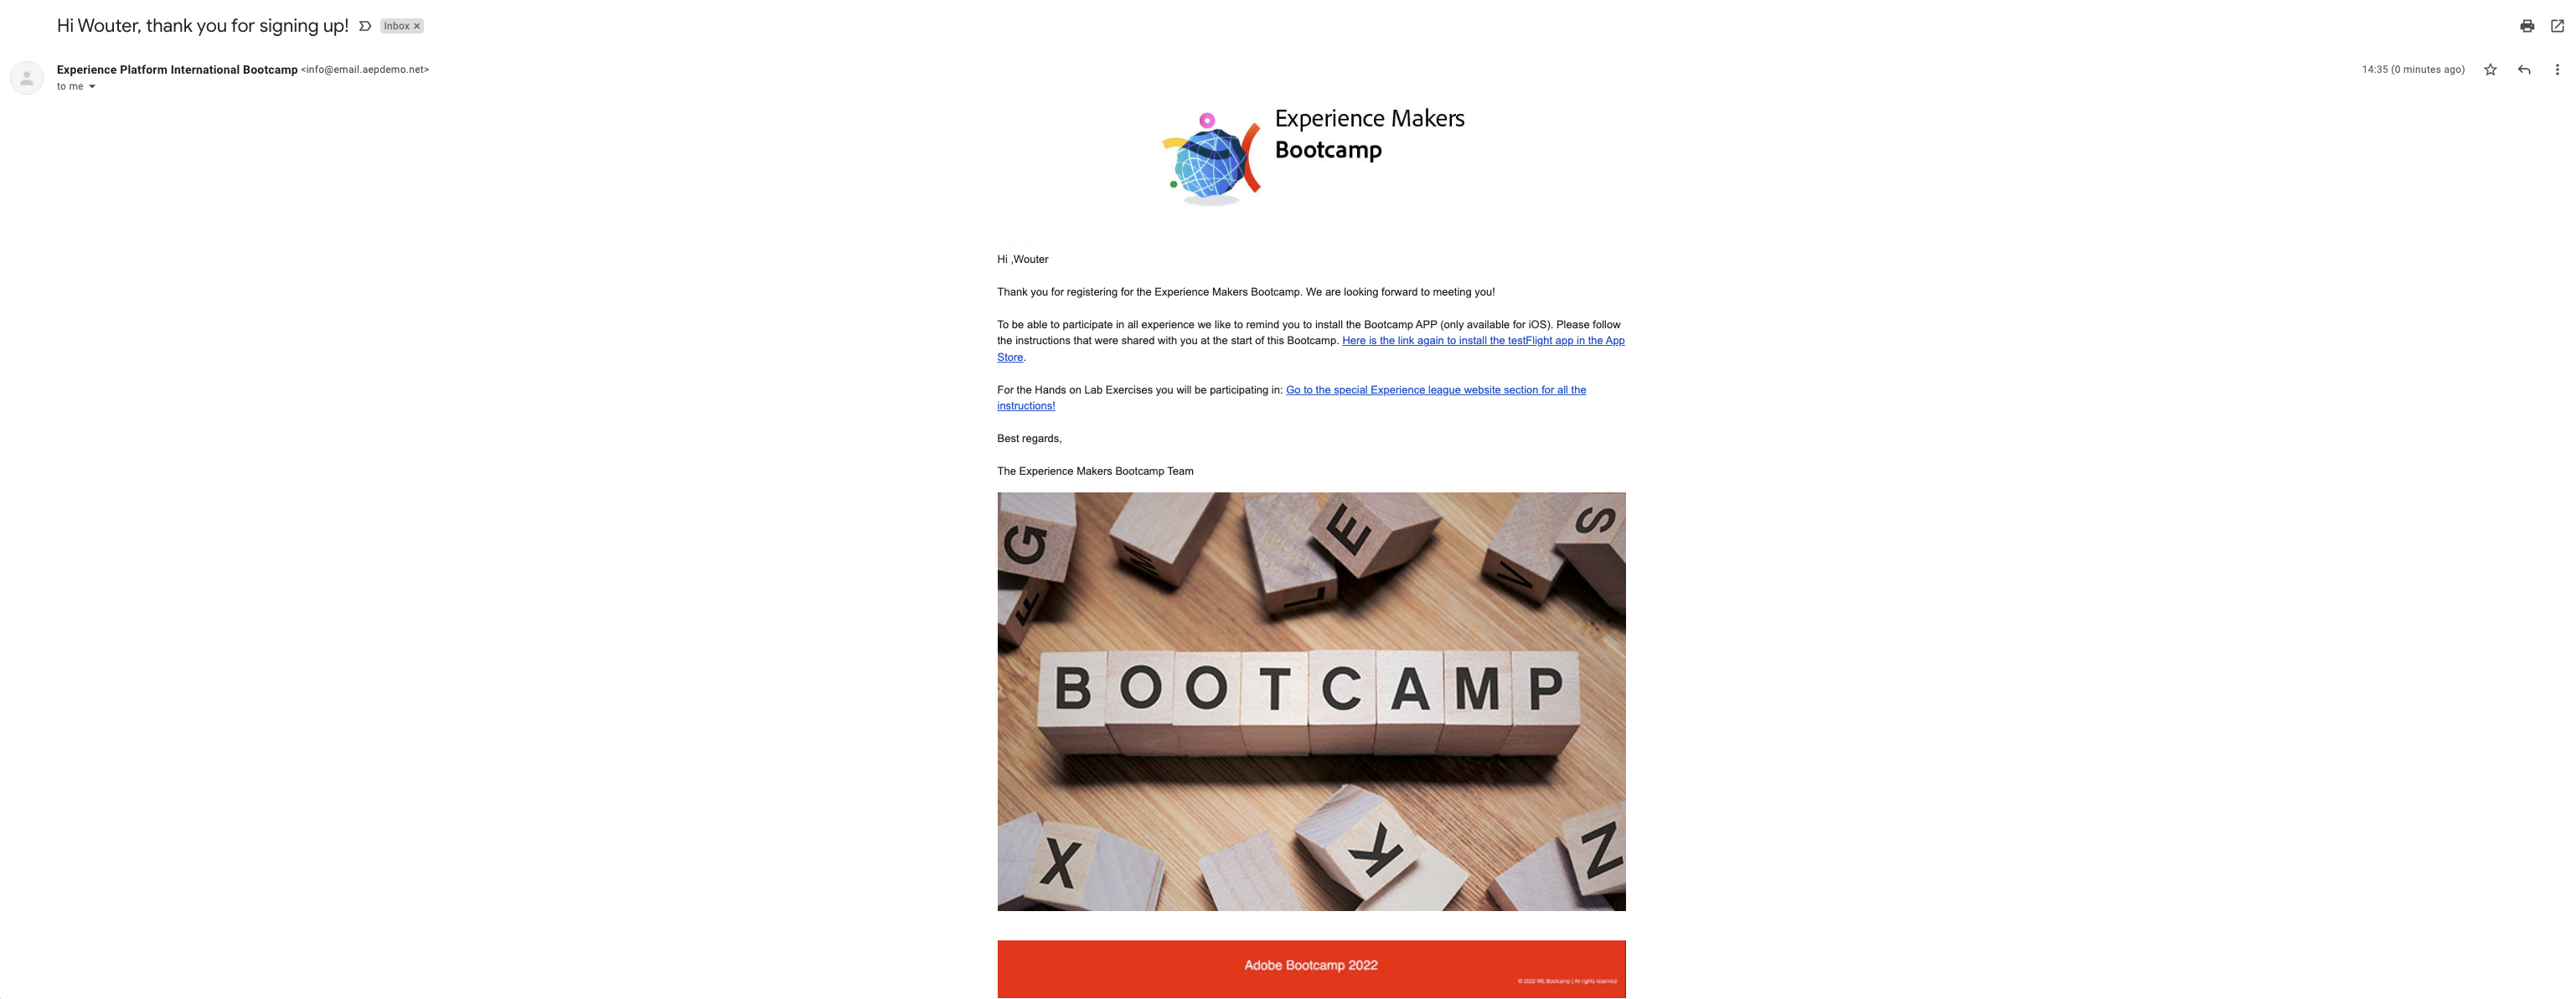 Hi Wouter, thank you for signing up!
Inbox ×
Experience Platform International Bootcamp <info@email.aepdemo.net>
14:35 (0 minutes ago)
to me
Experience Makers
Bootcamp
Hi ,Wouter
Thank you for registering for the Experience Makers Bootcamp. We are looking forward to meeting you!
To be able to participate in all experience we like to remind you to install the Bootcamp APP (only available for iOS). Please follow
the instructions that were shared with you at the start of this Bootcamp. Here is the link again to install the testFlight app in the App
Store.
For the Hands on Lab Exercises you will be participating in: Go to the special Experience league website section for all the
instructions!
Best regards,
The Experience Makers Bootcamp Team
G
M
E
L
V
S
F
BOOTCAMP
X
K
N
Adobe Bootcamp 2022
© 2022 WE.Bootcamp | All rights reserved